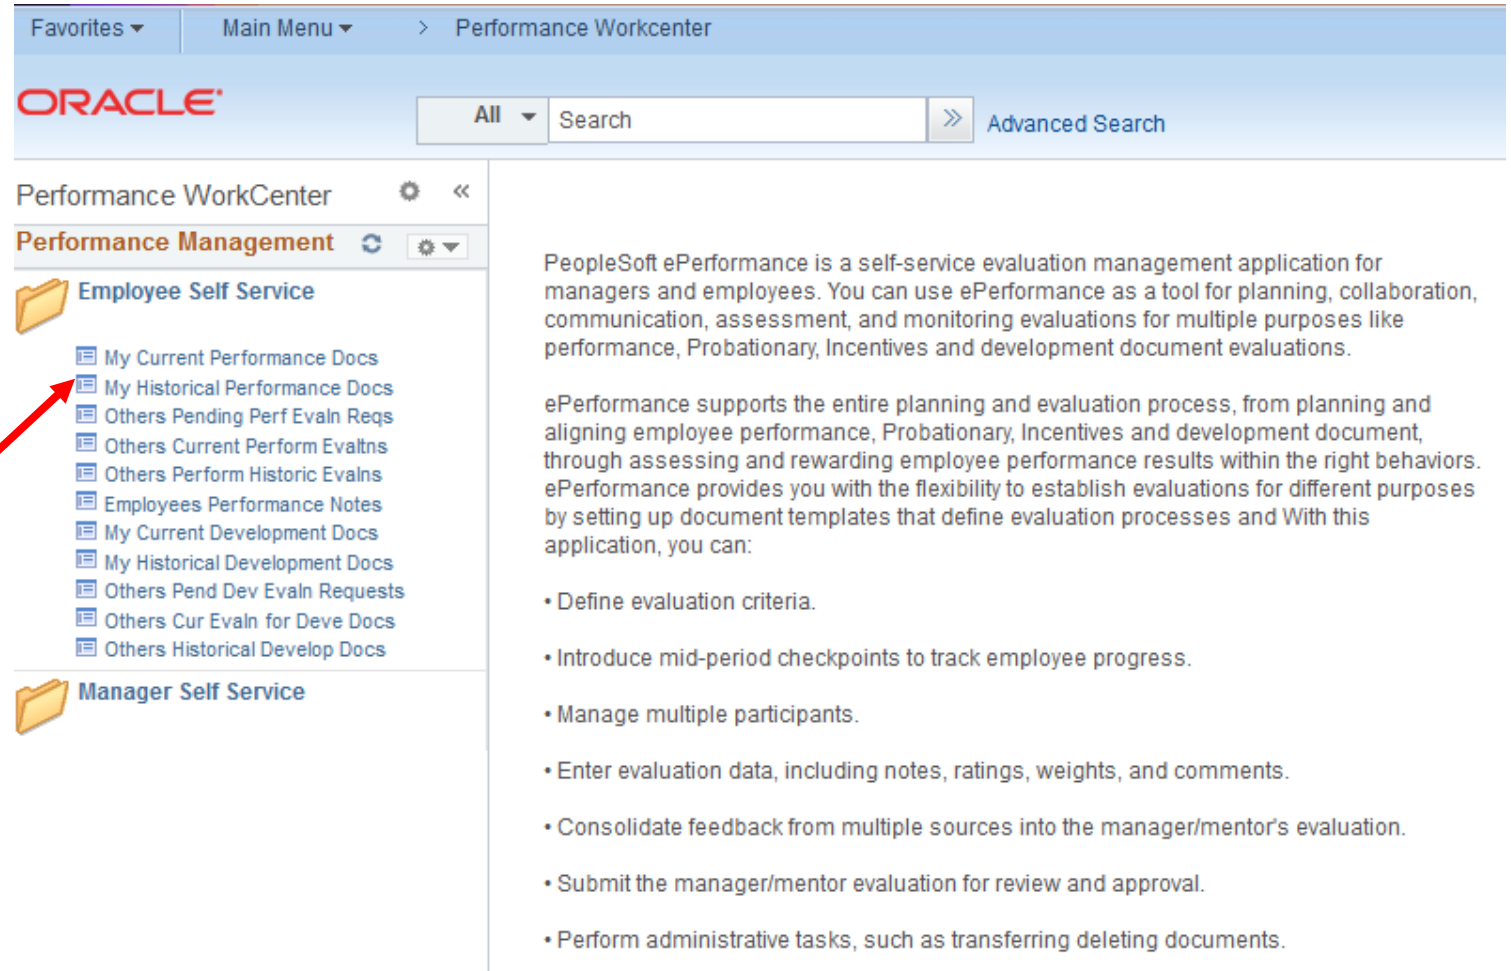 Favorites Main Menu > Performance Workcenter
ORACLE
All Search Advanced Search
Performance WorkCenter
Performance Management
Employee Self Service
My Current Performance Docs
My Historical Performance Docs
Others Pending Perf Evaln Reqs
Others Current Perform Evaltns
Others Perform Historic Evalns
Employees Performance Notes
My Current Development Docs
My Historical Development Docs
Others Pend Dev Evaln Requests
Others Cur Evaln for Deve Docs
Others Historical Develop Docs
Manager Self Service
PeopleSoft ePerformance is a self-service evaluation management application for
managers and employees. You can use ePerformance as a tool for planning, collaboration,
communication, assessment, and monitoring evaluations for multiple purposes like
performance, Probationary, Incentives and development document evaluations.
ePerformance supports the entire planning and evaluation process, from planning and
aligning employee performance, Probationary, Incentives and development document,
through assessing and rewarding employee performance results within the right behaviors.
ePerformance provides you with the flexibility to establish evaluations for different purposes
by setting up document templates that define evaluation processes and With this
application, you can:
• Define evaluation criteria.
• Introduce mid-period checkpoints to track employee progress.
• Manage multiple participants.
• Enter evaluation data, including notes, ratings, weights, and comments.
• Consolidate feedback from multiple sources into the manager/mentor's evaluation.
• Submit the manager/mentor evaluation for review and approval.
• Perform administrative tasks, such as transferring deleting documents.